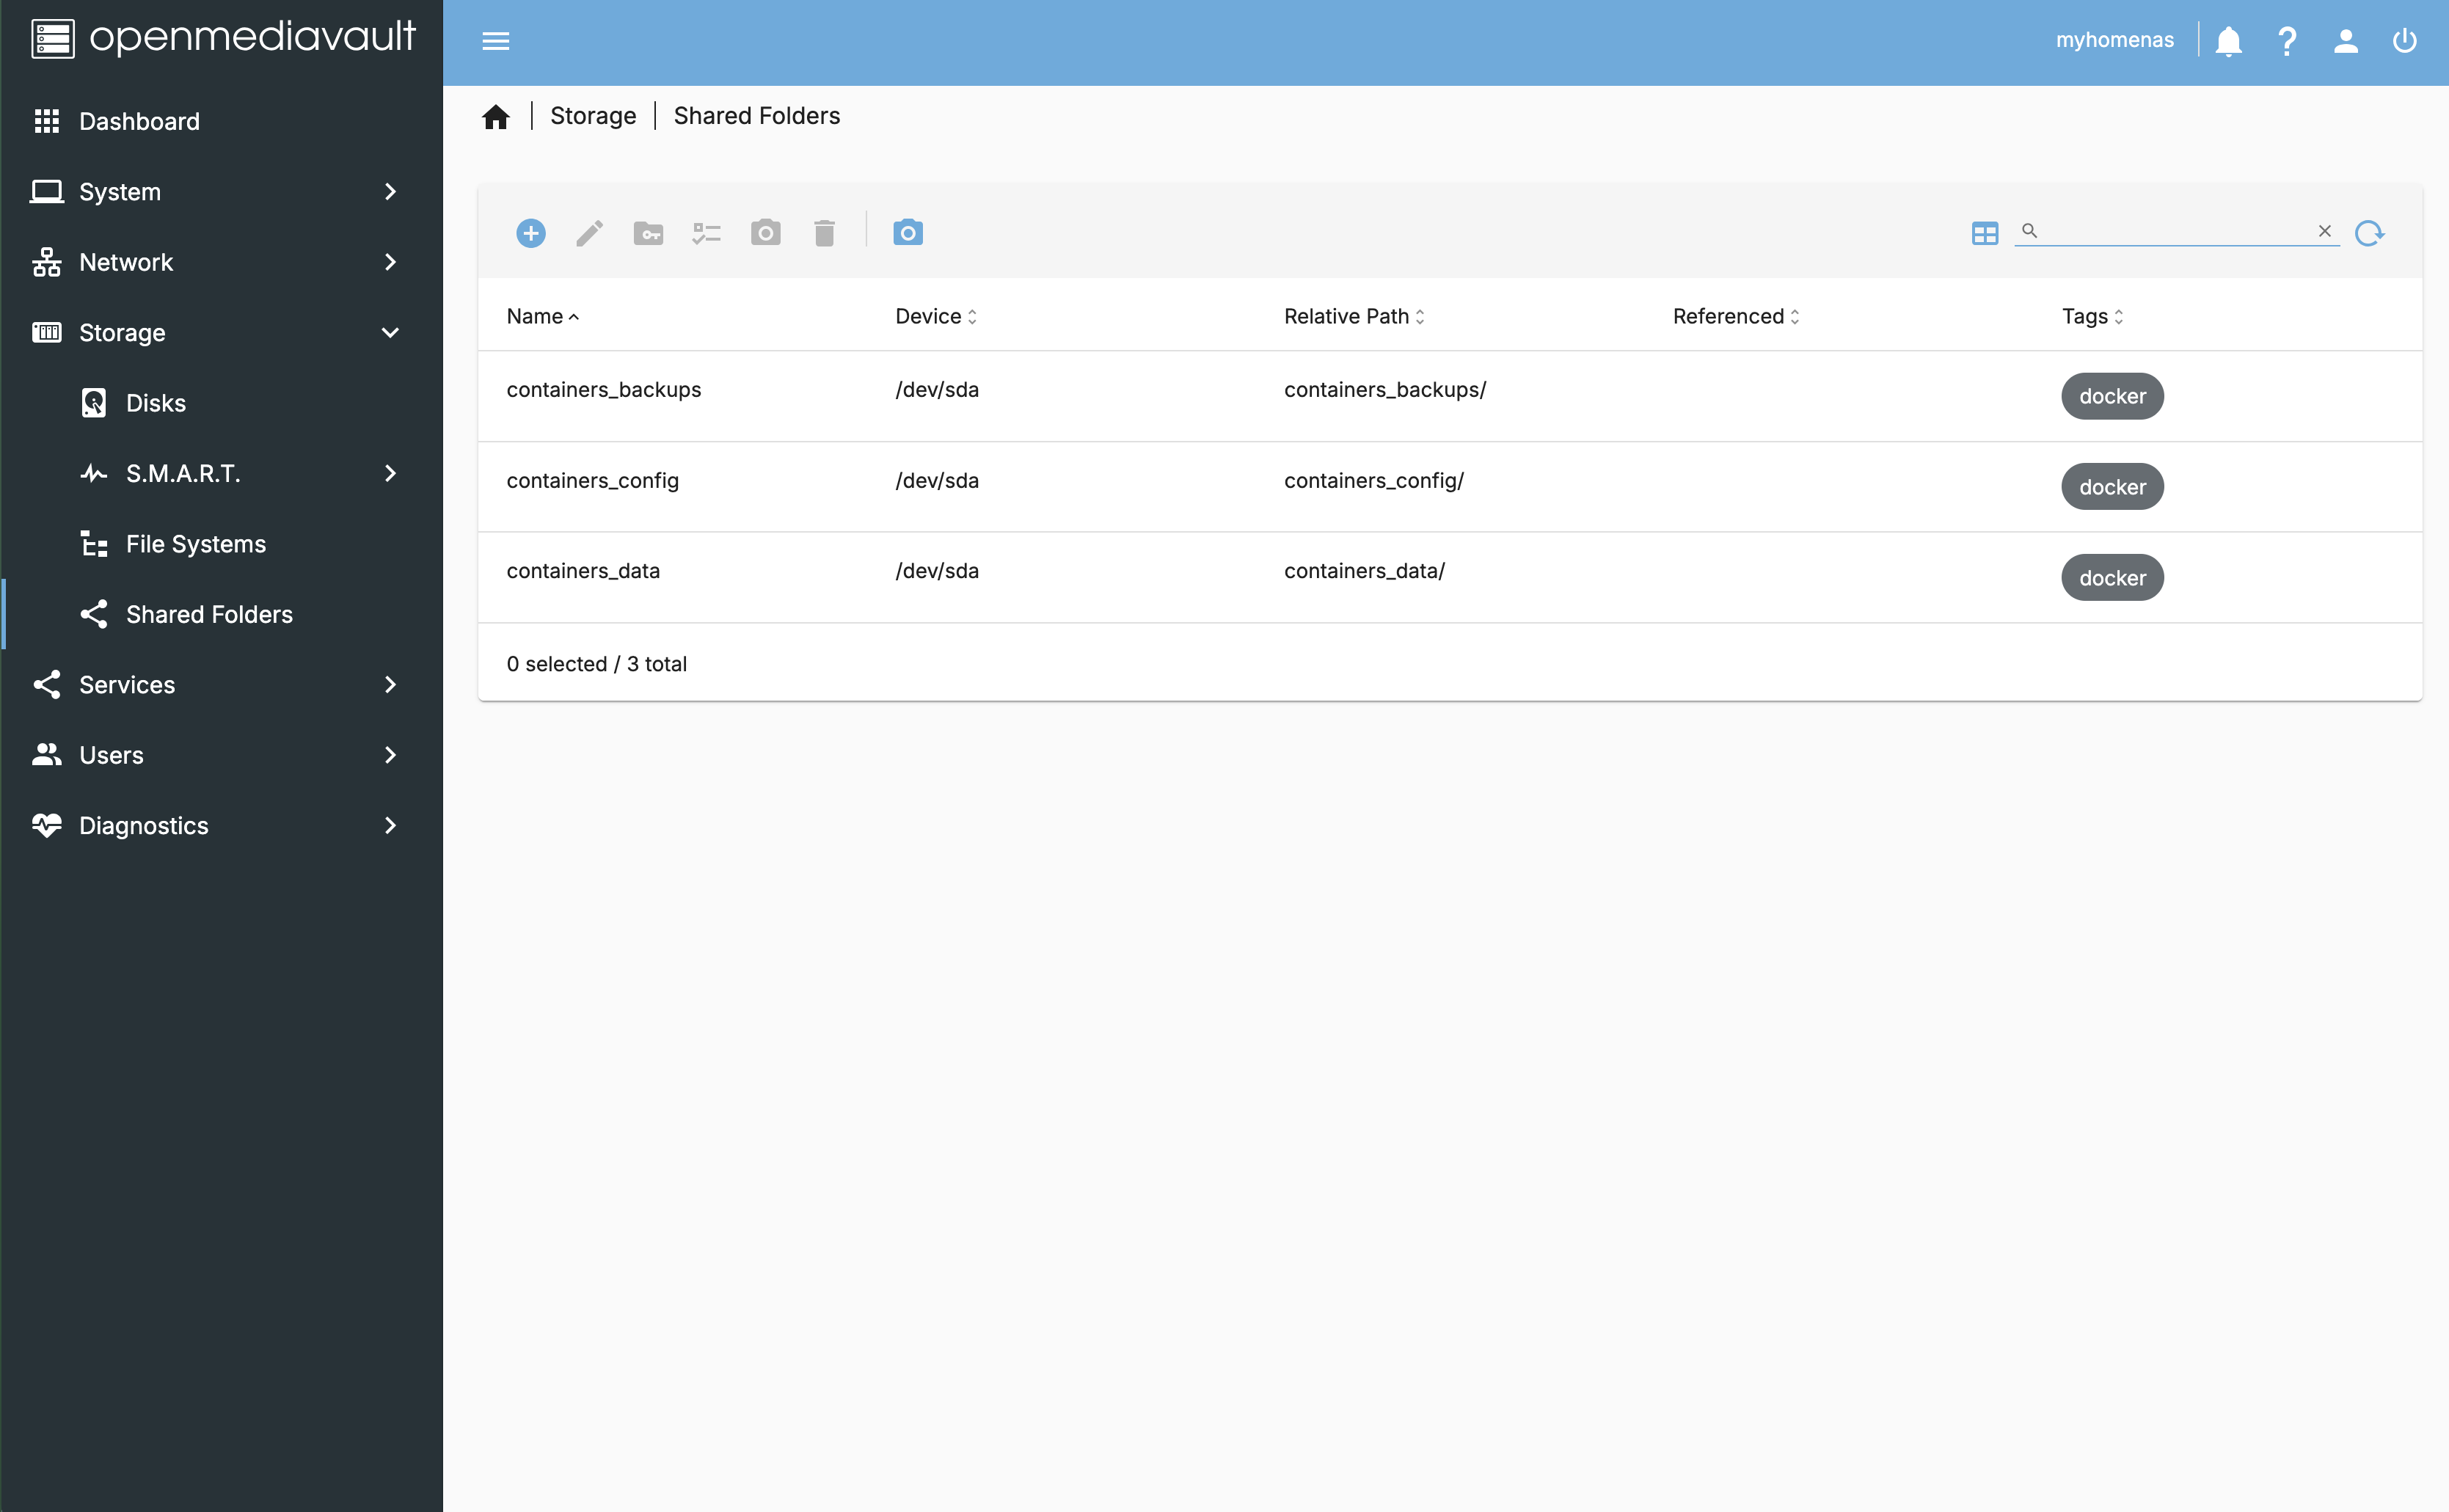 openmediavault
myhomenas
Dashboard
System
Network
Storage
Disks
S.M.A.R.T.
File Systems
Shared Folders
Services
Users
Diagnostics
Storage | Shared Folders
Name Device Relative Path Referenced Tags
containers_backups /dev/sda containers_backups/ docker
containers_config /dev/sda containers_config/ docker
containers_data /dev/sda containers_data/ docker
0 selected / 3 total